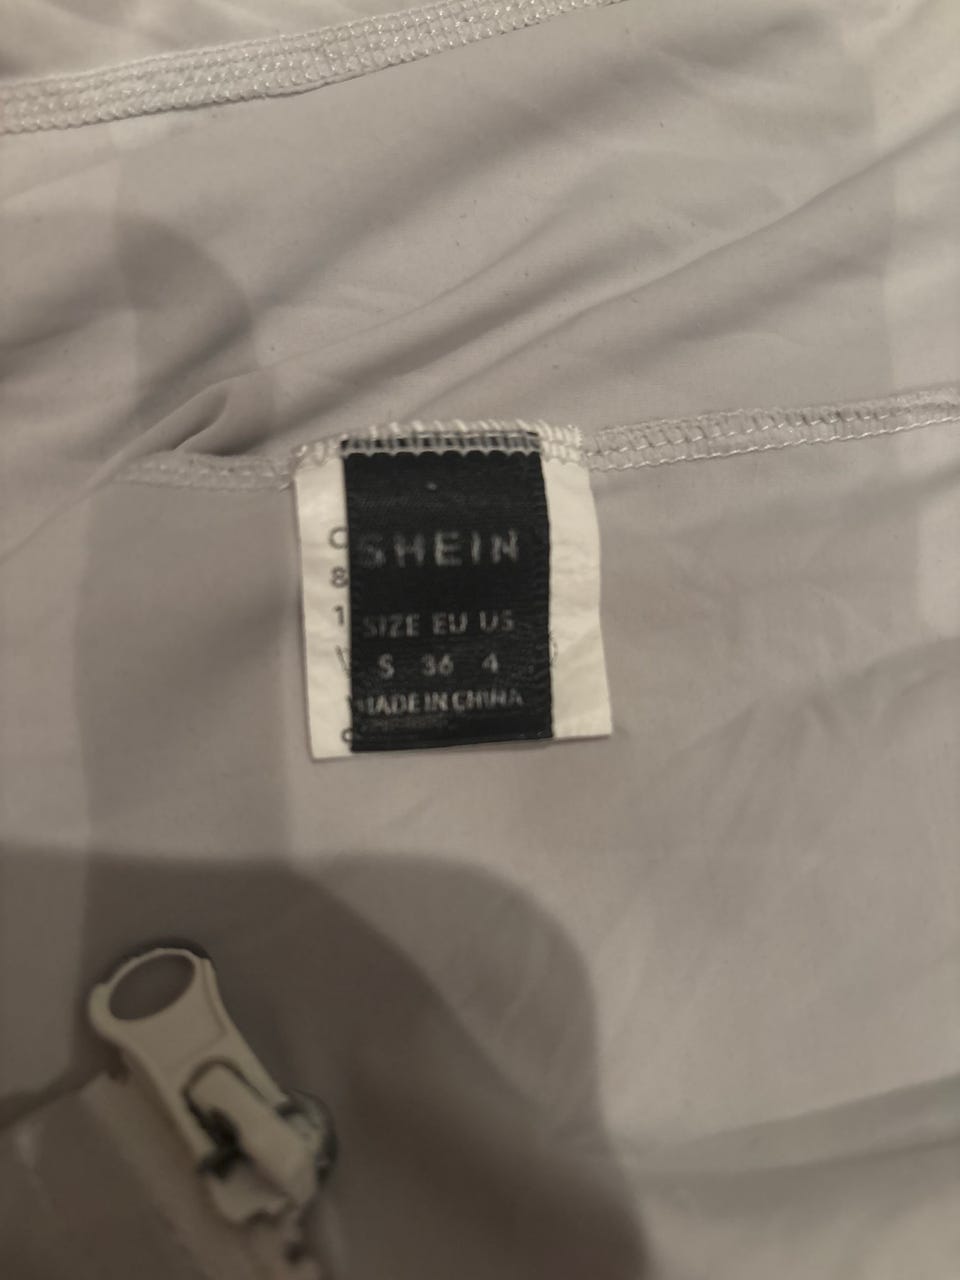 SHEIN
SIZE EU US
S 36 4
MADE IN CHINA